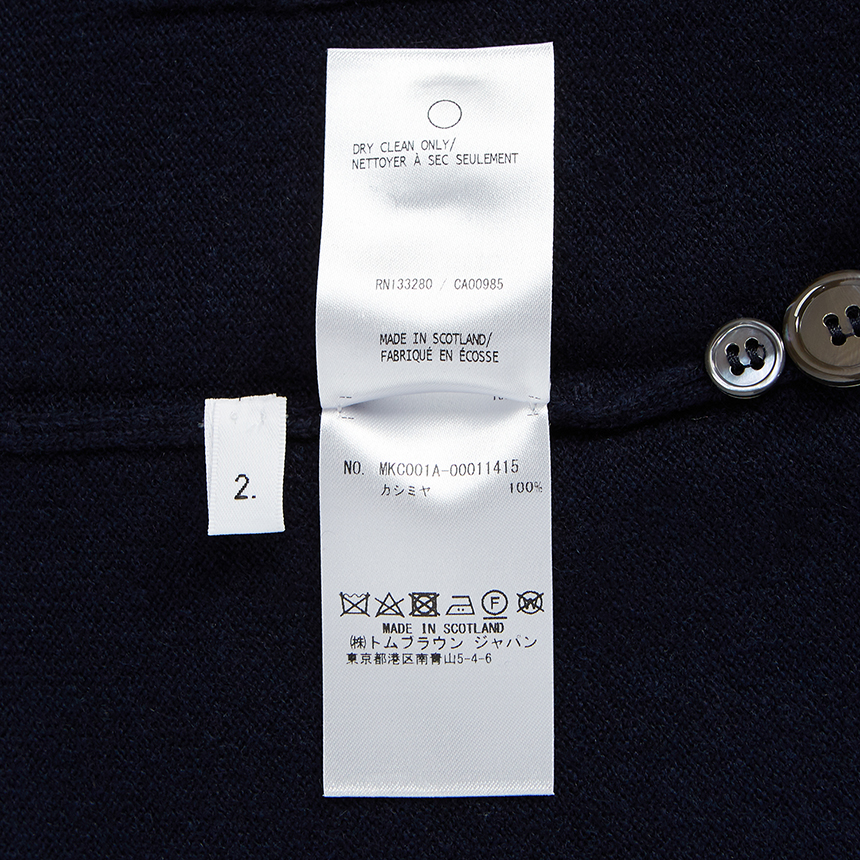 DRY CLEAN ONLY/
NETTOYER À SEC SEULEMENT
RN133280 / CA00985
MADE IN SCOTLAND/
FABRIQUÉ EN ÉCOSSE
2.
NO. MKC001A-00011415
カシミヤ 100%
F W
MADE IN SCOTLAND
㈱トムブラウン ジャパン
東京都港区南青山5-4-6